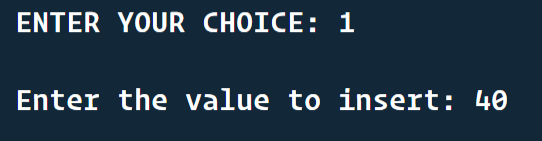 ENTER YOUR CHOICE: 1
Enter the value to insert: 40